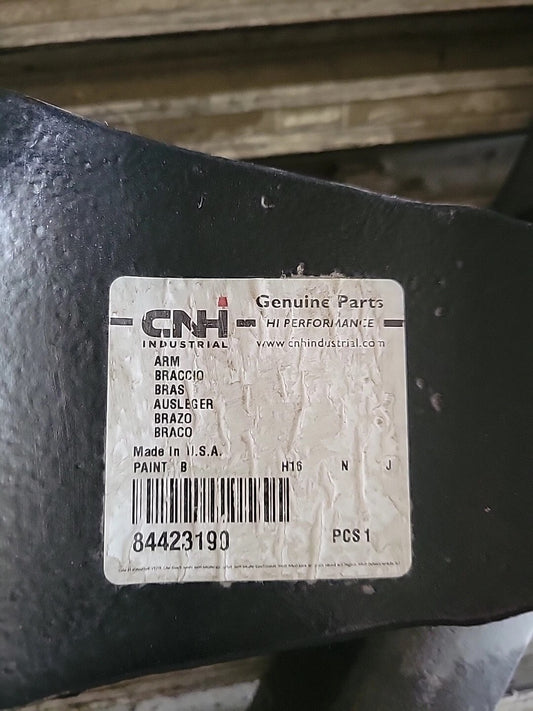 CNH
INDUSTRIAL
Genuine Parts
HI PERFORMANCE
www.cnhindustrial.com
ARM
BRACCIO
BRAS
AUSLEGER
BRAZO
BRACO
Made In U.S.A.
PAINT B H16 N J
84423190 PCS 1